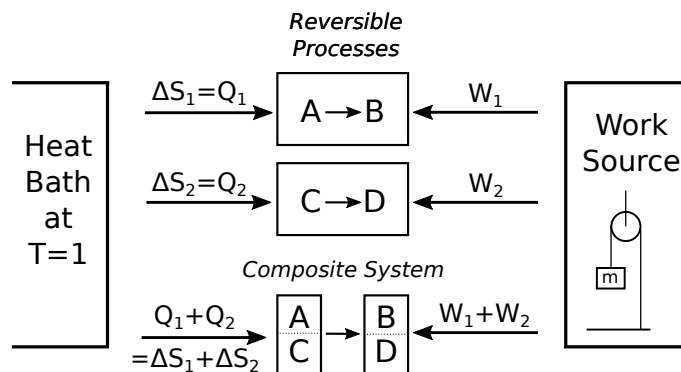 Reversible
Processes
ΔS₁=Q₁
A → B
W₁
Heat
Bath
at
T=1
Work
Source
ΔS₂=Q₂
C → D
W₂
m
Composite System
Q₁+Q₂
=ΔS₁+ΔS₂
A
C
→
B
D
W₁+W₂